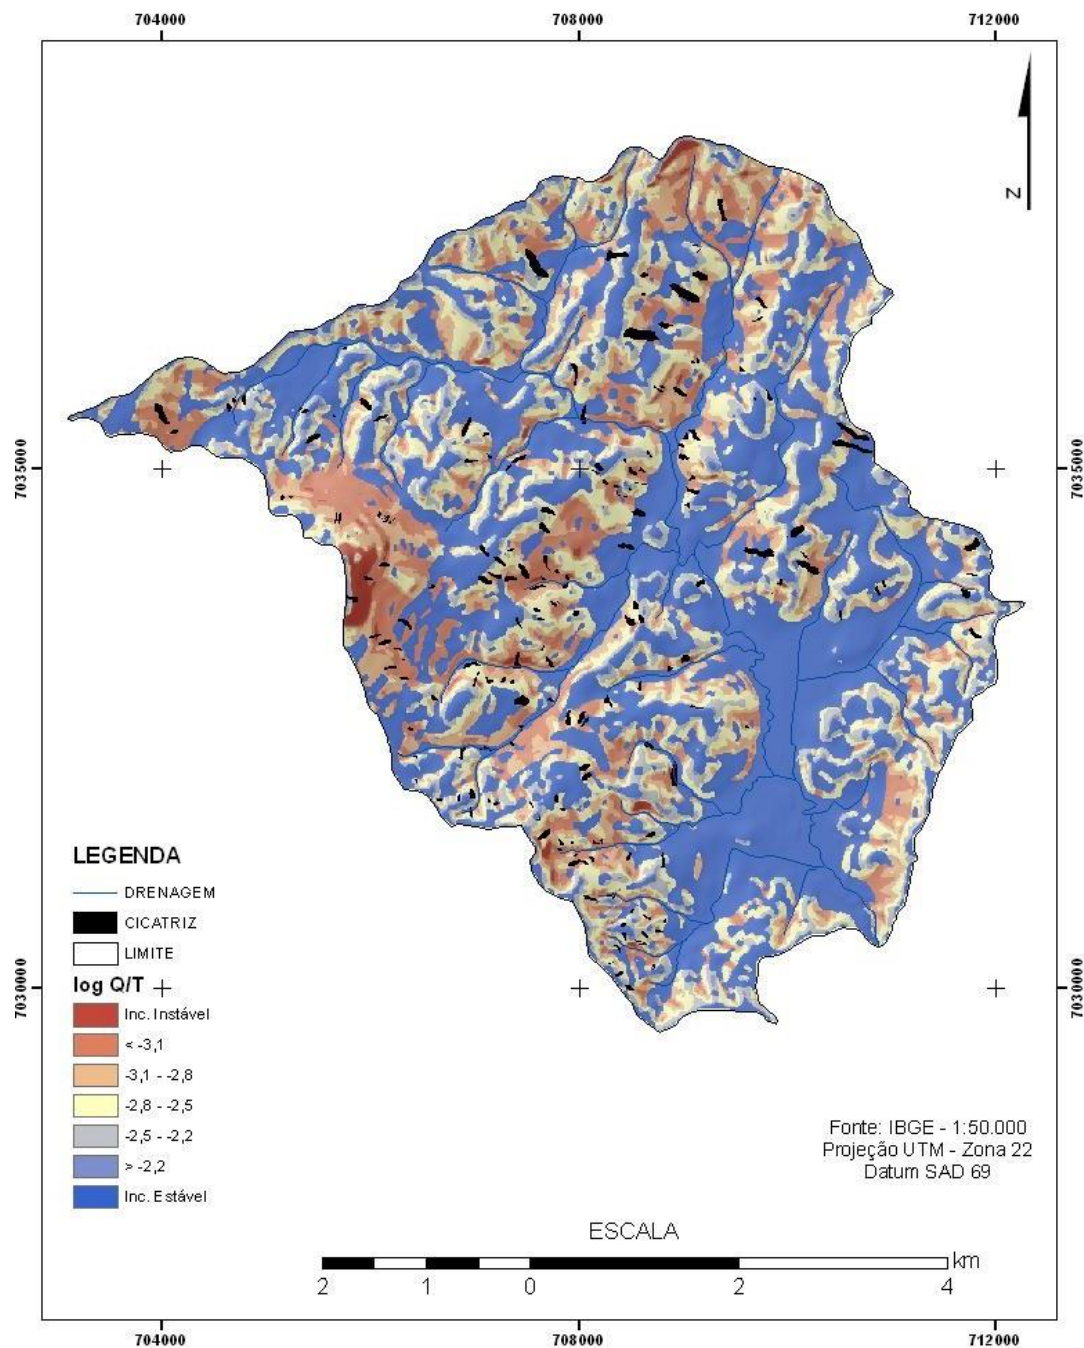 704000
708000
712000
N
7035000
7035000
LEGENDA
DRENAGEM
CICATRIZ
LIMITE
log Q/T
Inc. Instável
< -3,1
-3,1 - -2,8
-2,8 - -2,5
-2,5 - -2,2
> -2,2
Inc. Estável
7030000
7030000
Fonte: IBGE - 1:50.000
Projeção UTM - Zona 22
Datum SAD 69
ESCALA
km
2 1 0 2 4
704000
708000
712000